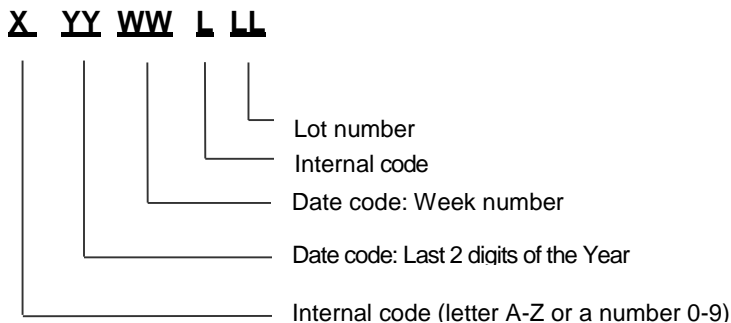 X YY WW L LL
Lot number
Internal code
Date code: Week number
Date code: Last 2 digits of the Year
Internal code (letter A-Z or a number 0-9)